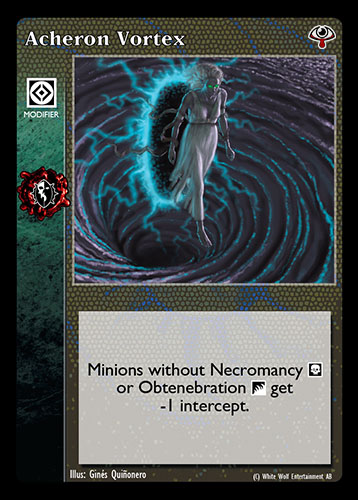 Acheron Vortex
MODIFIER
Minions without Necromancy
or Obtenebration get
-1 intercept.
Illus: Ginés Quiñonero
(C) White Wolf Entertainment AB